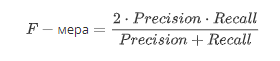 F − мера = 2 · Precision · Recall / Precision + Recall